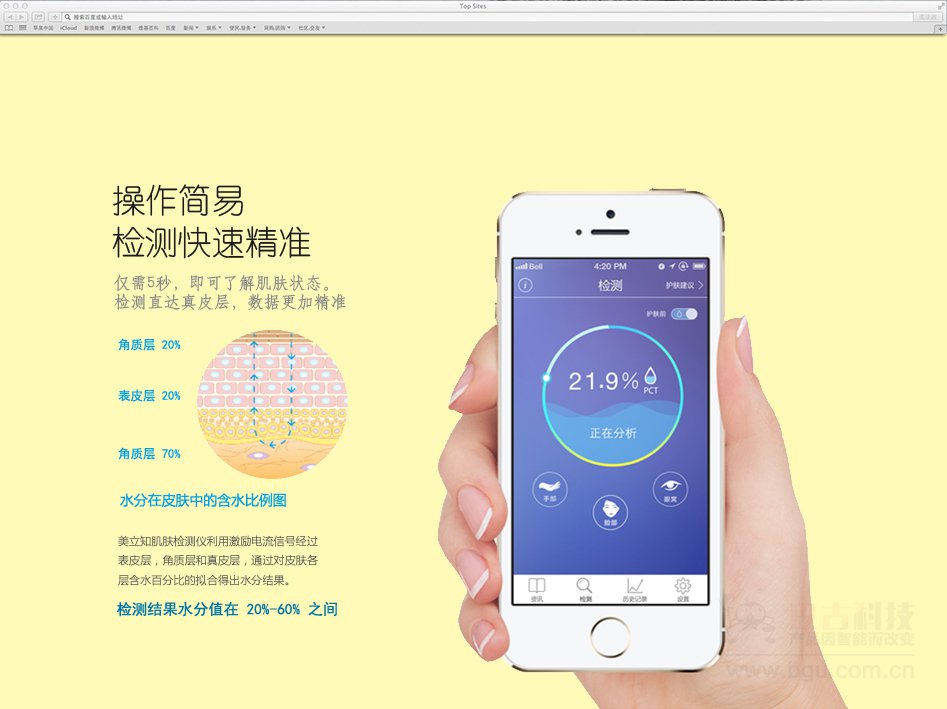 Top Sites
搜索百度或输入地址
阅读器
苹果中国 iCloud 新浪微博 腾讯微博 维基百科 百度 新闻 娱乐 便民.服务 网购.团购 社区.交友
操作简易
检测快速精准
仅需5秒，即可了解肌肤状态。
检测直达真皮层，数据更加精准
角质层 20%
表皮层 20%
角质层 70%
水分在皮肤中的含水比例图
美立知肌肤检测仪利用激励电流信号经过
表皮层，角质层和真皮层，通过对皮肤各
层含水百分比的拟合得出水分结果。
检测结果水分值在 20%-60% 之间
Bell 4:20 PM
i 检测 护肤建议
护肤前
21.9% PCT
正在分析
手部 脸部 眼窝
资讯 检测 历史记录 设置
古科技
产品因智能而改变
www.bgu.com.cn